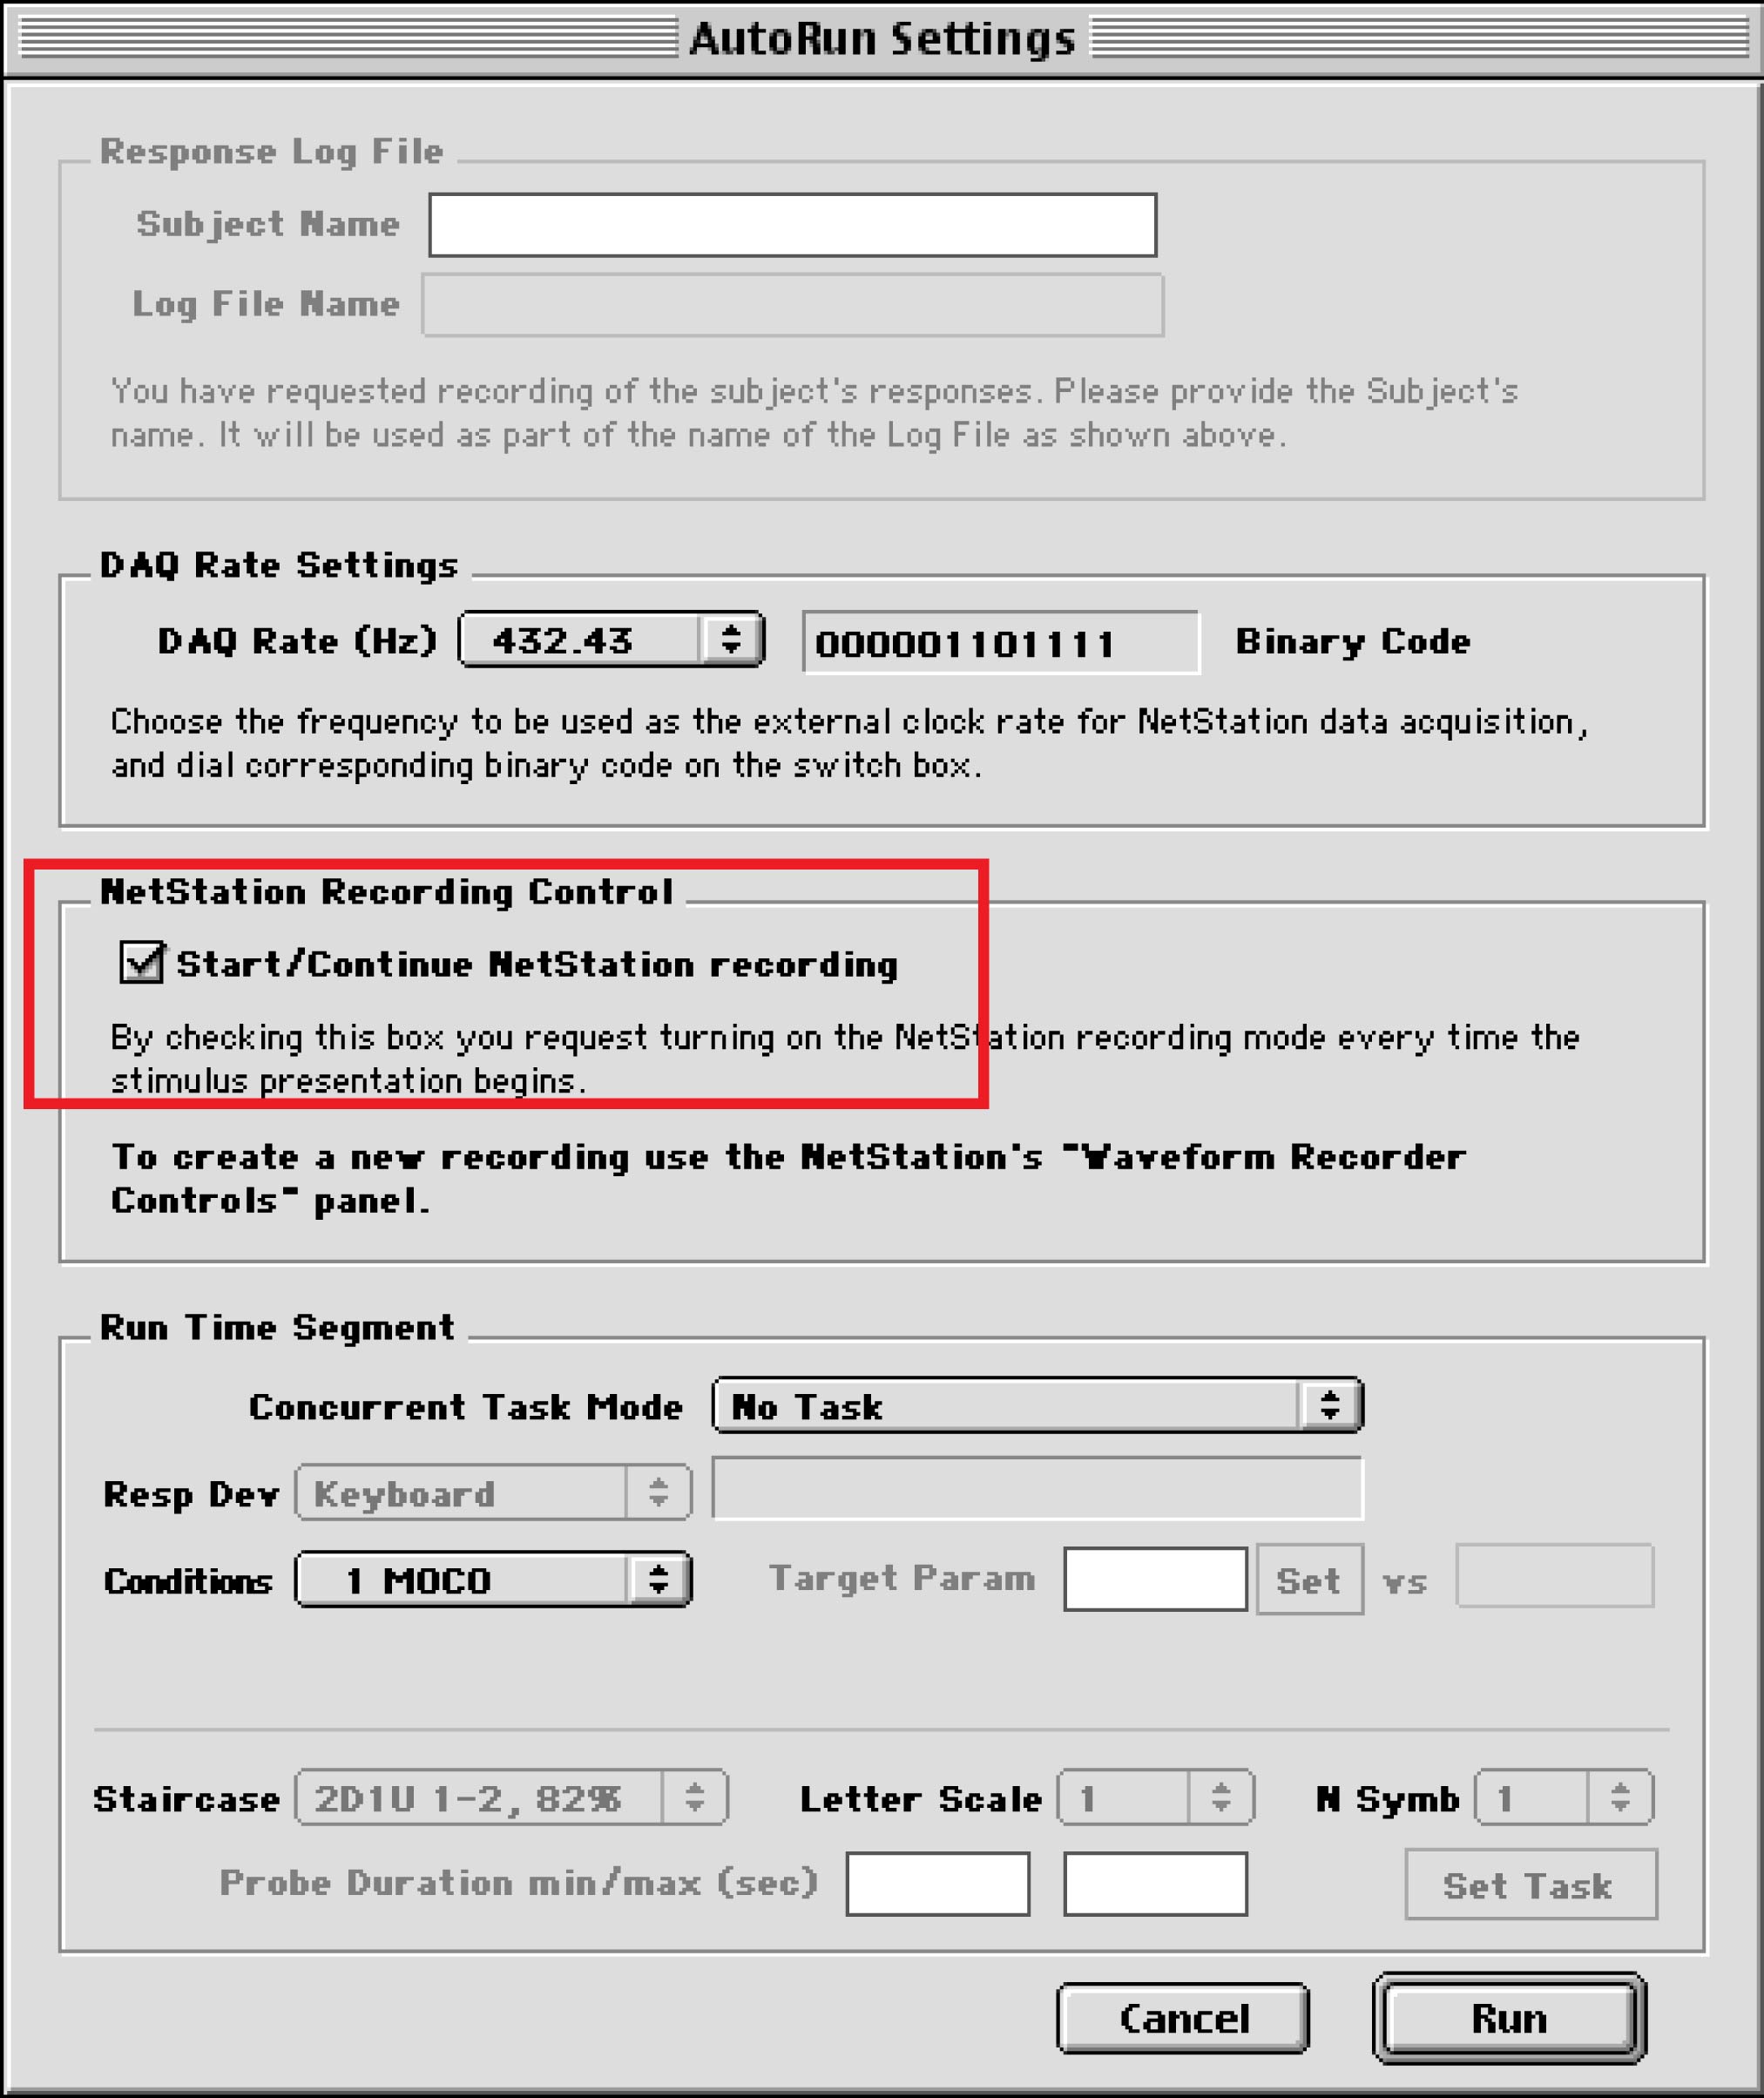 AutoRun Settings
Response Log File
Subject Name
Log File Name
You have requested recording of the subject's responses. Please provide the Subject's
name. It will be used as part of the name of the Log File as shown above.
DAQ Rate Settings
DAQ Rate (Hz) 432.43 000001101111 Binary Code
Choose the frequency to be used as the external clock rate for NetStation data acquisition,
and dial corresponding binary code on the switch box.
NetStation Recording Control
Start/Continue NetStation recording
By checking this box you request turning on the NetStation recording mode every time the
stimulus presentation begins.
To create a new recording use the NetStation's "Waveform Recorder
Controls" panel.
Run Time Segment
Concurrent Task Mode No Task
Resp Dev Keyboard
Conditions 1 MOCO Target Param Set vs
Staircase 2D1U 1-2, 82% Letter Scale 1 N Symb 1
Probe Duration min/max (sec) Set Task
Cancel Run